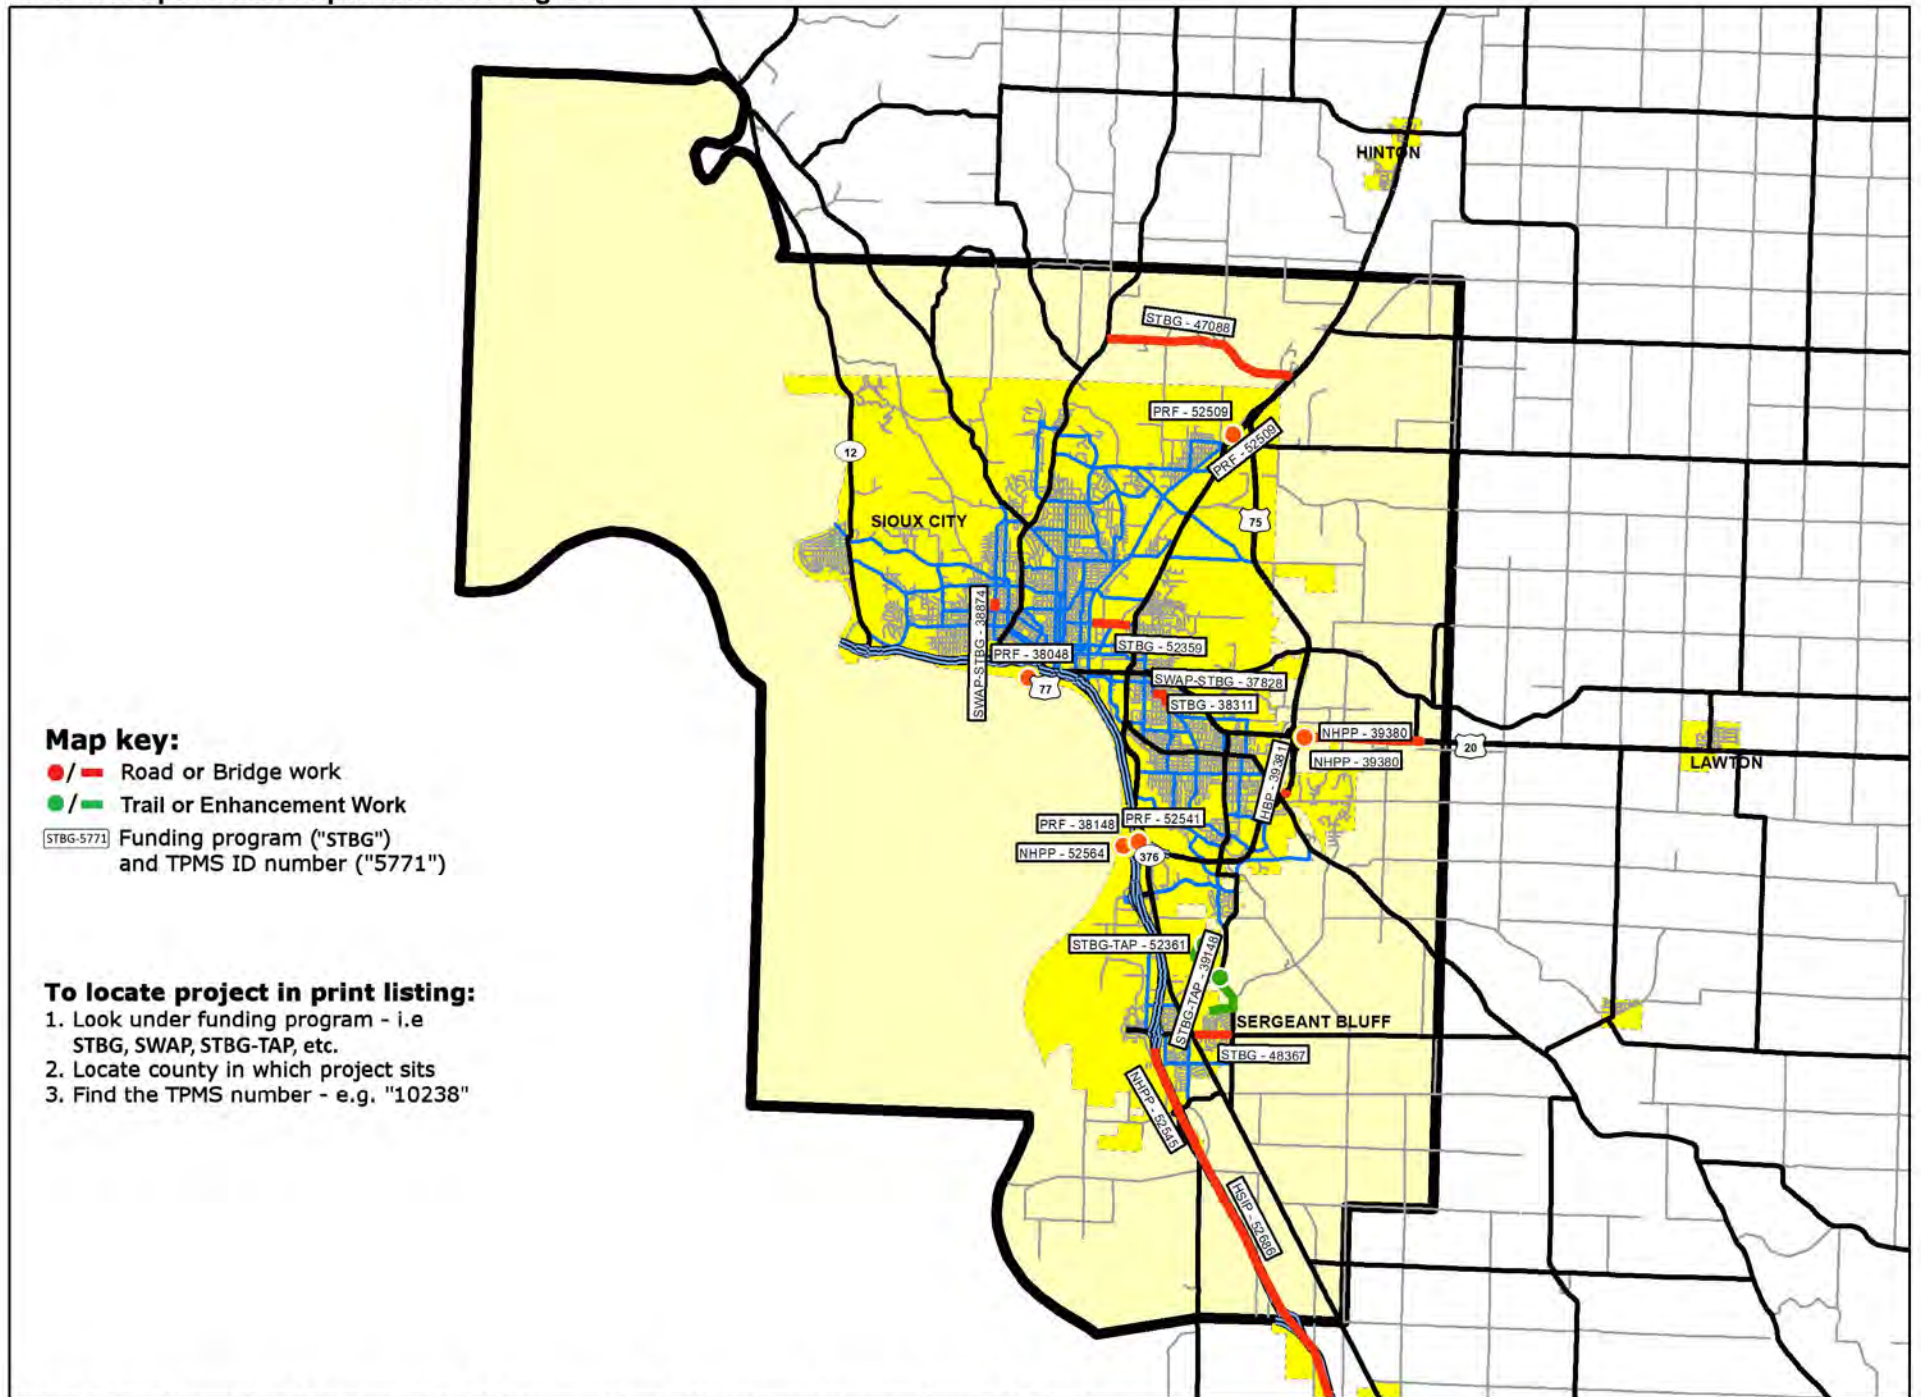 HINTON
STBG - 47088
PRF - 52509
PRF - 52509
12
75
SIOUX CITY
SWAP-STBG - 38874
PRF - 38048
STBG - 52359
77
SWAP-STBG - 37828
STBG - 38311
NHPP - 39380
NHPP - 39380
20
LAWTON
HBP - 39381
PRF - 38148
PRF - 52541
NHPP - 52564
376
STBG-TAP - 52361
STBG-TAP - 39148
SERGEANT BLUFF
STBG - 48367
NHPP - 52545
HSIP - 52686
Map key:
/ Road or Bridge work
/ Trail or Enhancement Work
STBG-5771 Funding program ("STBG")
and TPMS ID number ("5771")
To locate project in print listing:
1. Look under funding program - i.e
STBG, SWAP, STBG-TAP, etc.
2. Locate county in which project sits
3. Find the TPMS number - e.g. "10238"